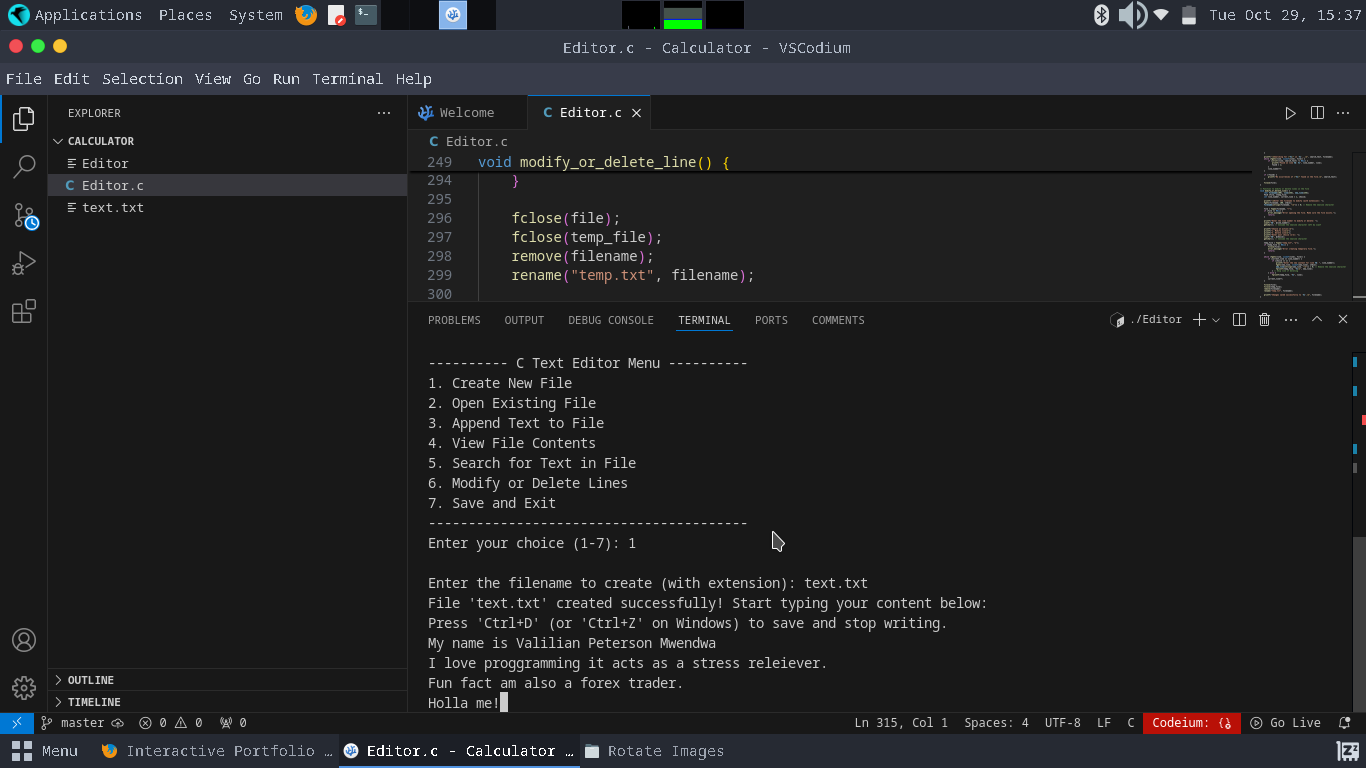 Applications Places System Tue Oct 29, 15:37
Editor.c - Calculator - VSCodium
File Edit Selection View Go Run Terminal Help
EXPLORER
CALCULATOR
Editor
Editor.c
text.txt
OUTLINE
TIMELINE
Welcome Editor.c
Editor.c
249 void modify_or_delete_line() {
294 }
295
296 fclose(file);
297 fclose(temp_file);
298 remove(filename);
299 rename("temp.txt", filename);
300
PROBLEMS OUTPUT DEBUG CONSOLE TERMINAL PORTS COMMENTS ./Editor
---------- C Text Editor Menu ----------
1. Create New File
2. Open Existing File
3. Append Text to File
4. View File Contents
5. Search for Text in File
6. Modify or Delete Lines
7. Save and Exit
----------------------------------------
Enter your choice (1-7): 1
Enter the filename to create (with extension): text.txt
File 'text.txt' created successfully! Start typing your content below:
Press 'Ctrl+D' (or 'Ctrl+Z' on Windows) to save and stop writing.
My name is Valilian Peterson Mwendwa
I love proggramming it acts as a stress releiever.
Fun fact am also a forex trader.
Holla me!
master 0 0 0 Ln 315, Col 1 Spaces: 4 UTF-8 LF C Codeium: {} Go Live
Menu Interactive Portfolio … Editor.c - Calculator … Rotate Images